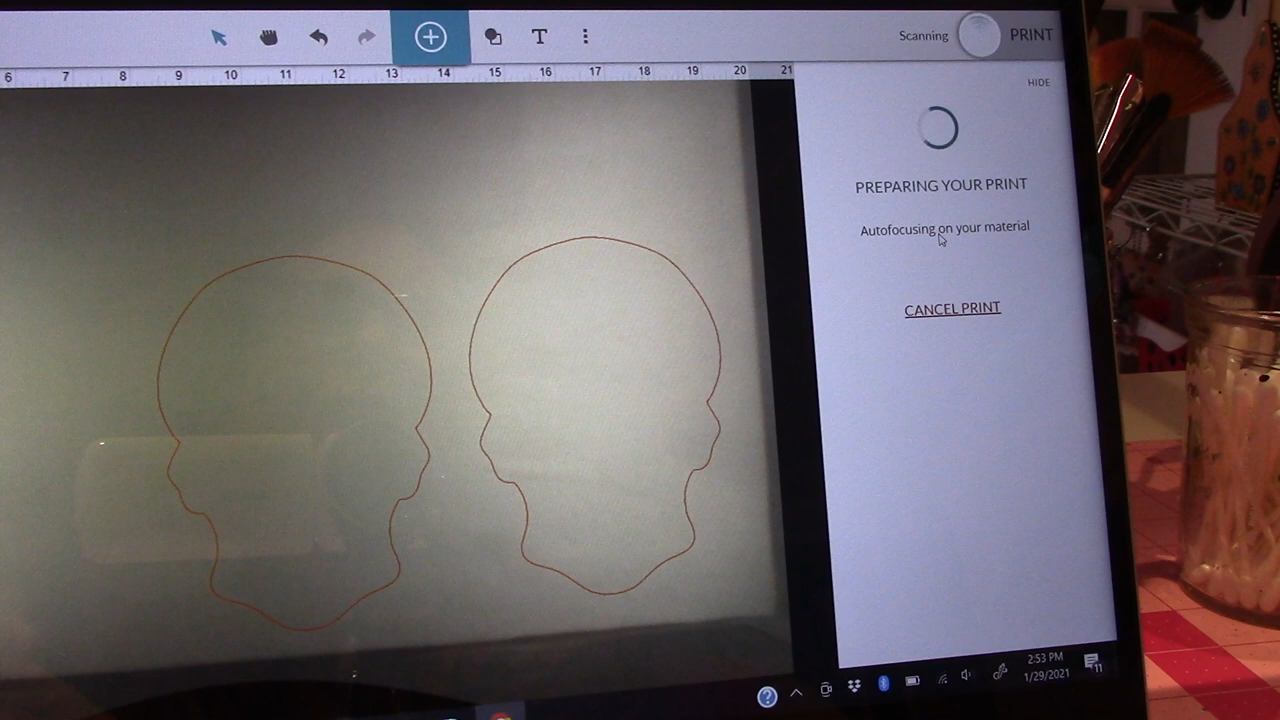 T
Scanning
PRINT
6 7 8 9 10 11 12 13 14 15 16 17 18 19 20 21
HIDE
PREPARING YOUR PRINT
Autofocusing on your material
CANCEL PRINT
?
2:53 PM
1/29/2021
11